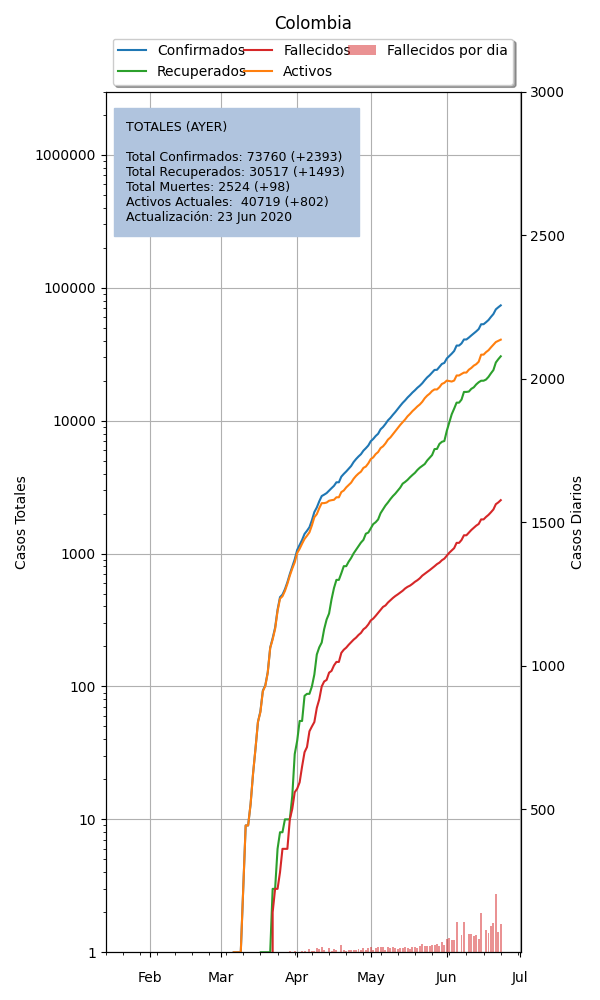 Colombia
Confirmados Fallecidos Fallecidos por dia
Recuperados Activos
TOTALES (AYER)
Total Confirmados: 73760 (+2393)
Total Recuperados: 30517 (+1493)
Total Muertes: 2524 (+98)
Activos Actuales:  40719 (+802)
Actualización: 23 Jun 2020
Casos Totales
1000000
100000
10000
1000
100
10
1
3000
2500
2000
1500
1000
500
Casos Diarios
Feb Mar Apr May Jun Jul